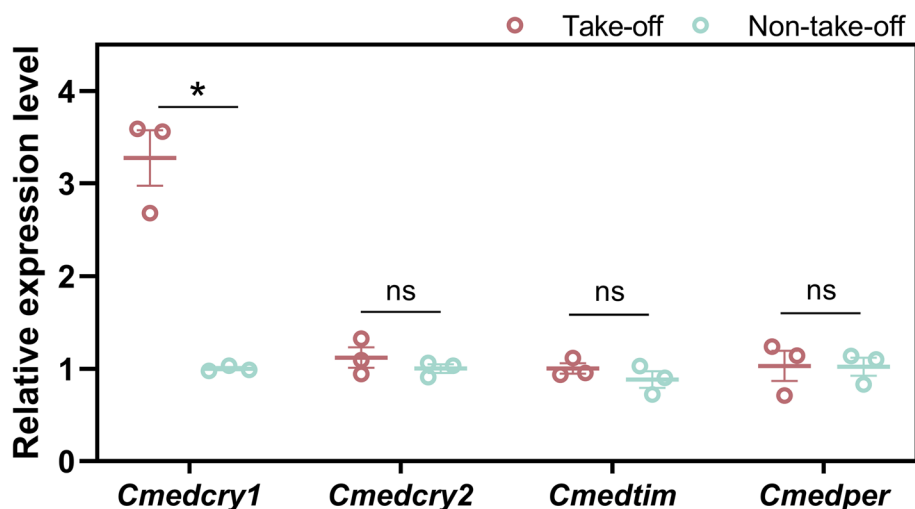 Take-off Non-take-off
Relative expression level
4
3
2
1
0
*
ns
ns
ns
Cmedcry1 Cmedcry2 Cmedtim Cmedper